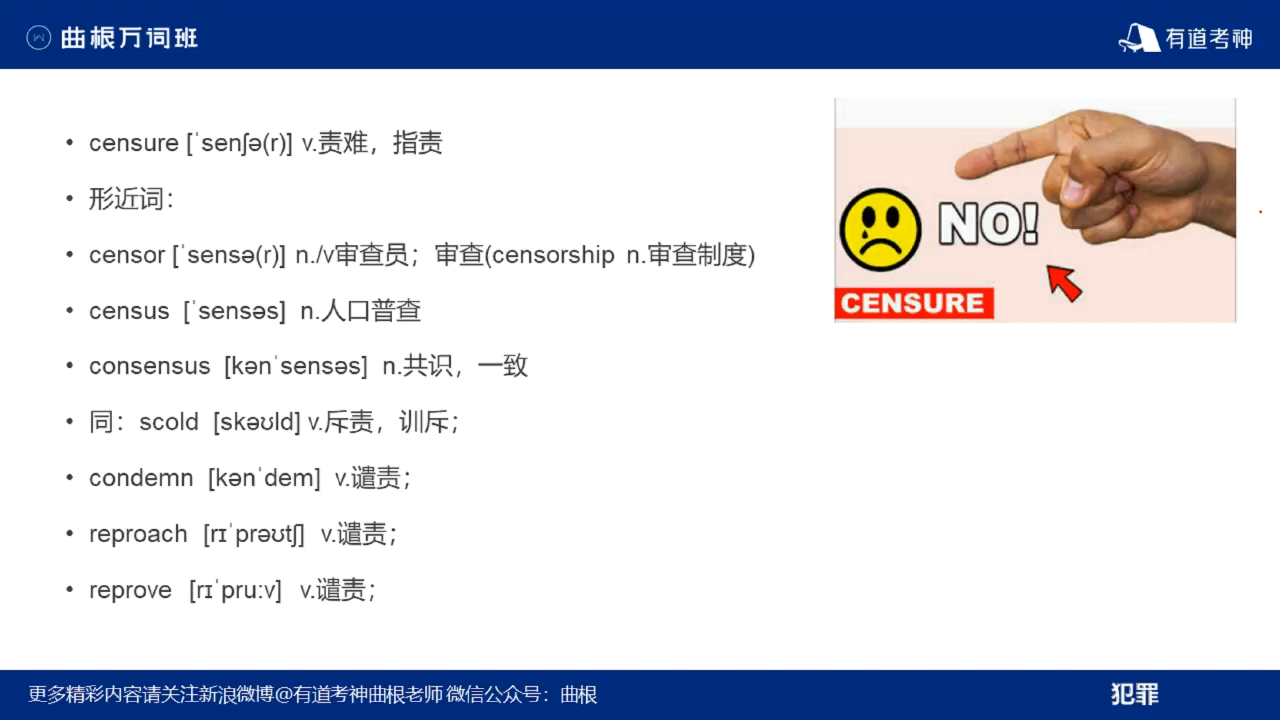 曲根万词班
有道考神
• censure [ˈsenʃə(r)] v.责难，指责
• 形近词：
• censor [ˈsensə(r)] n./v审查员；审查(censorship n.审查制度)
• census [ˈsensəs] n.人口普查
• consensus [kənˈsensəs] n.共识，一致
• 同：scold [skəʊld] v.斥责，训斥；
• condemn [kənˈdem] v.谴责；
• reproach [rɪˈprəʊtʃ] v.谴责；
• reprove [rɪˈpruːv] v.谴责；
NO!
CENSURE
更多精彩内容请关注新浪微博@有道考神曲根老师 微信公众号：曲根
犯罪